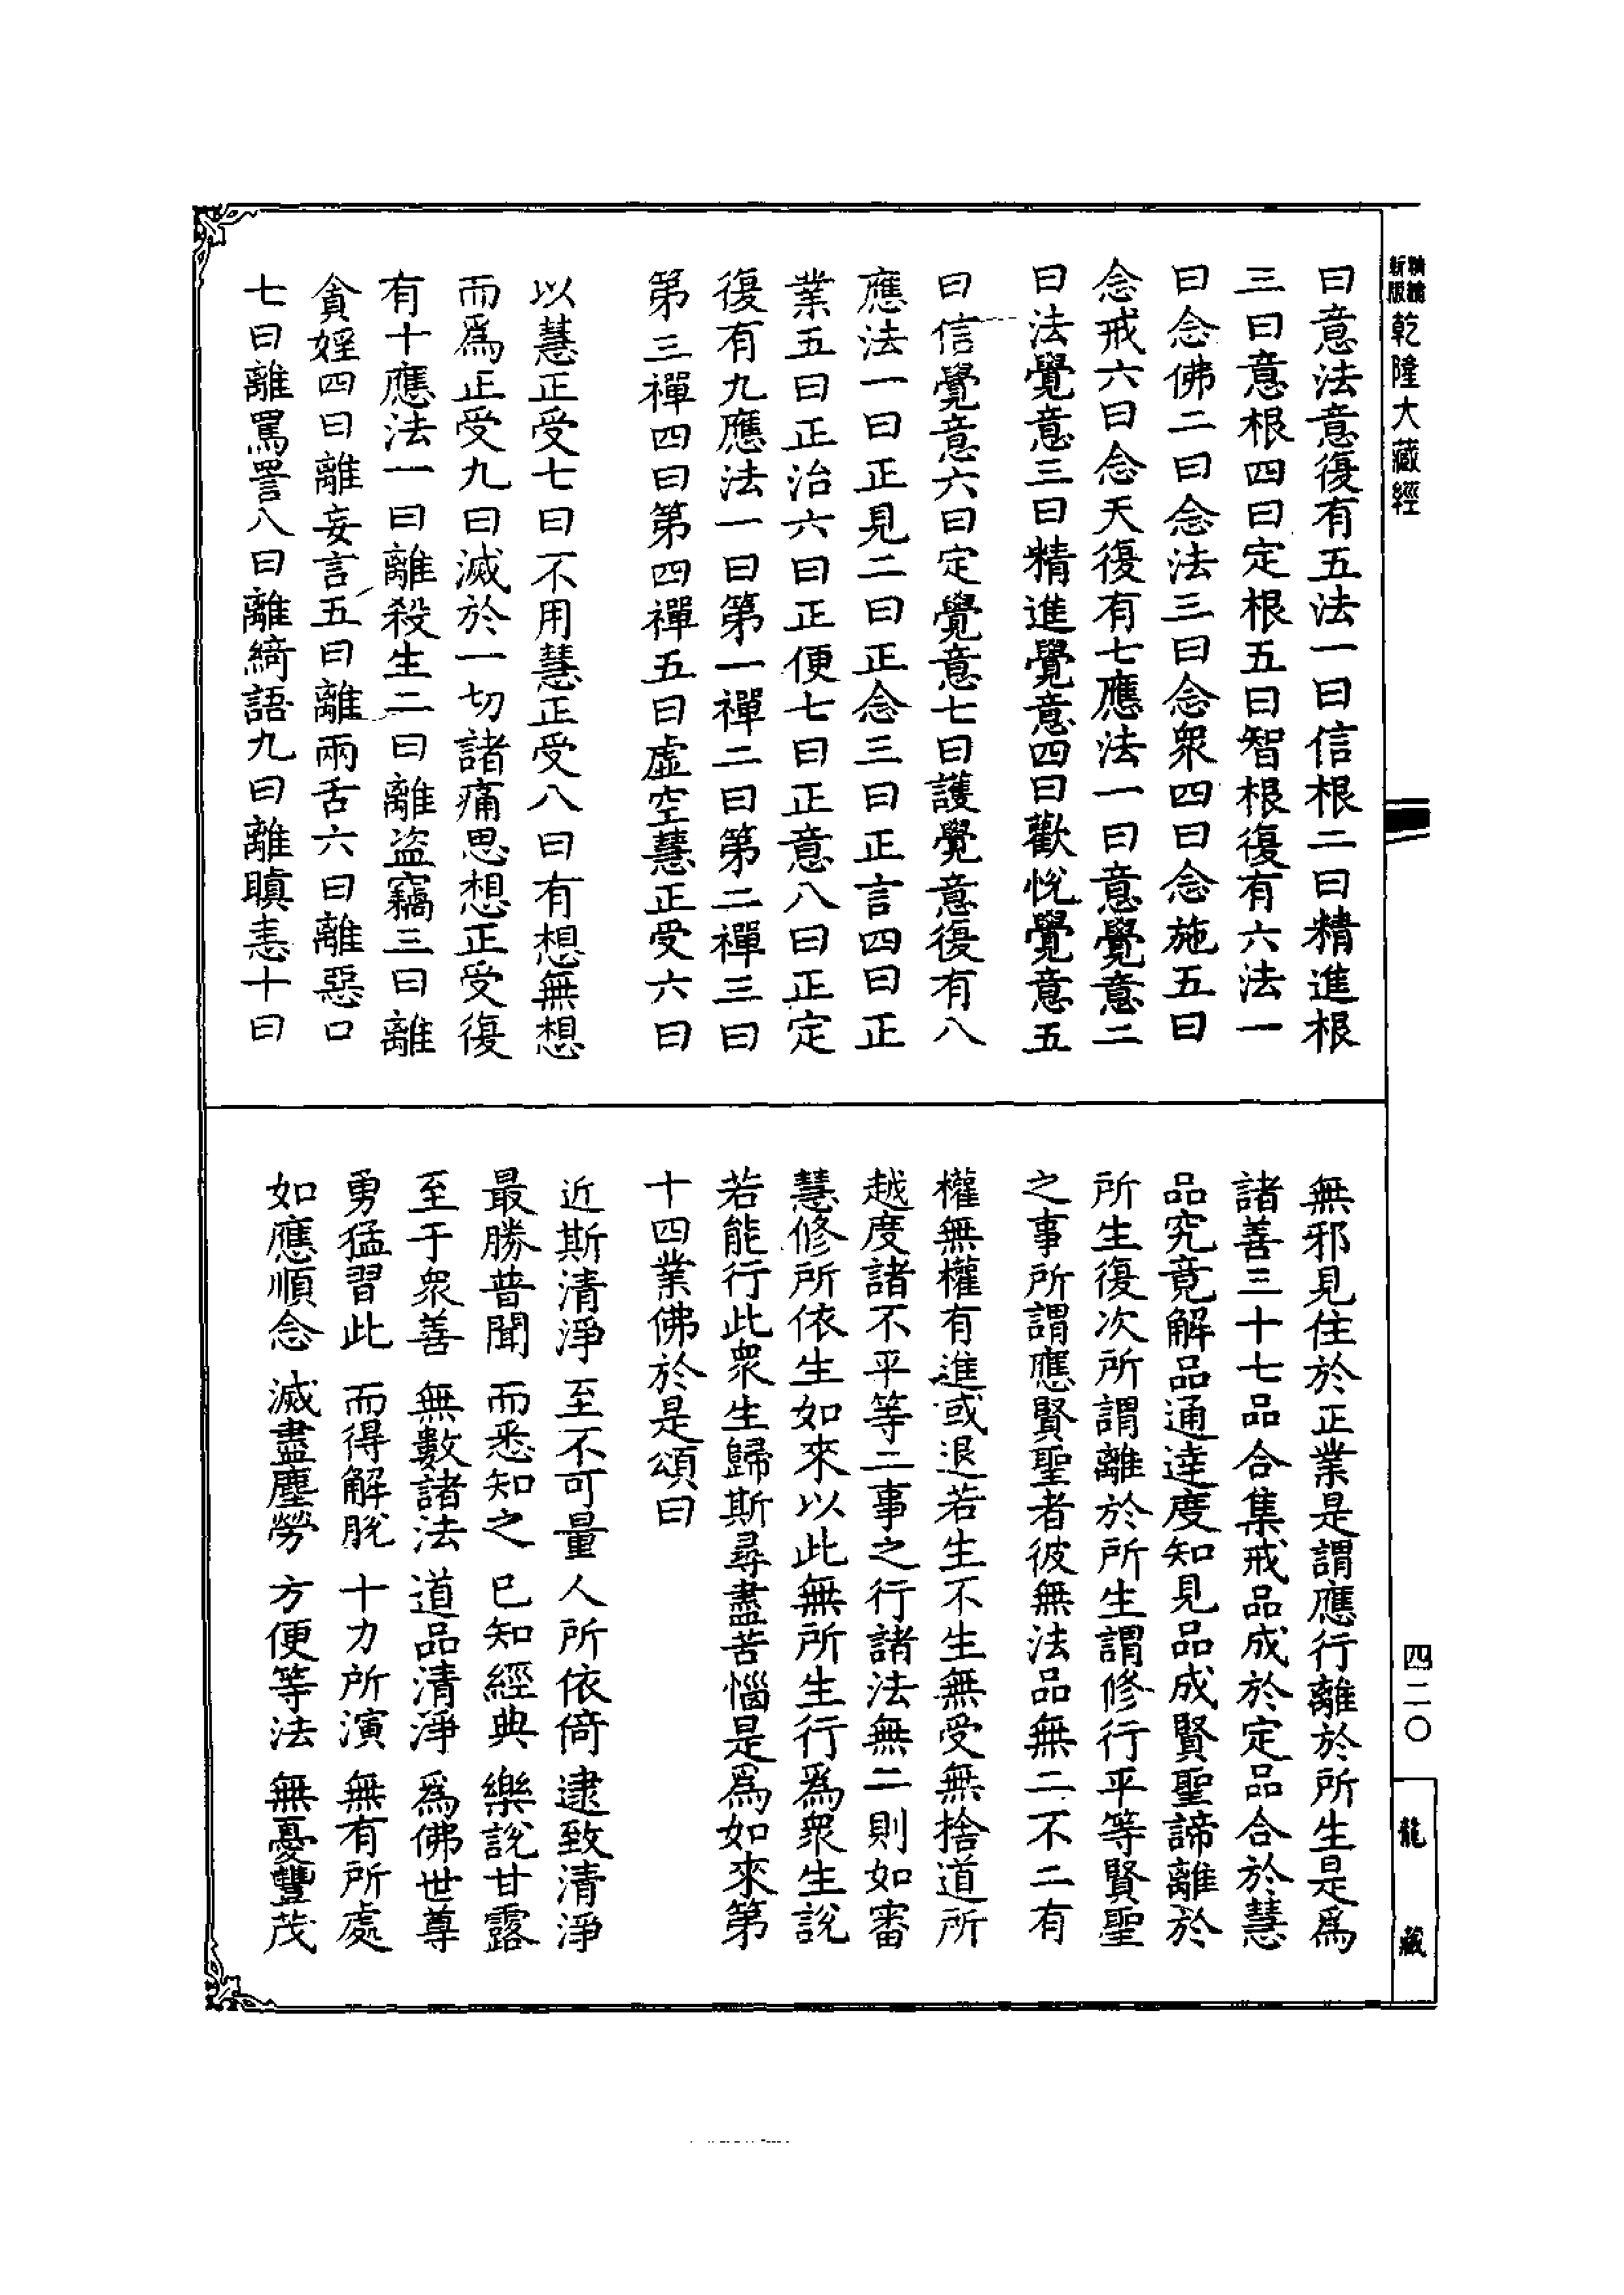 精縮
新版
乾隆大藏經
曰意法意復有五法一曰信根二曰精進根
三曰意根四曰定根五曰智根復有六法一
曰念佛二曰念法三曰念衆四曰念施五曰
念戒六曰念天復有七應法一曰意覺意二
曰法覺意三曰精進覺意四曰歡悅覺意五
曰信覺意六曰定覺意七曰護覺意復有八
應法一曰正見二曰正念三曰正言四曰正
業五曰正治六曰正便七曰正意八曰正定
復有九應法一曰第一禪二曰第二禪三曰
第三禪四曰第四禪五曰虛空慧正受六曰
以慧正受七曰不用慧正受八曰有想無想
而爲正受九曰滅於一切諸痛思想正受復
有十應法一曰離殺生二曰離盜竊三曰離
貪婬四曰離妄言五曰離兩舌六曰離惡口
七曰離罵詈八曰離綺語九曰離瞋恚十曰
無邪見住於正業是謂應行離於所生是爲
諸善三十七品合集戒品成於定品合於慧
品究竟解品通達度知見品成賢聖諦離於
所生復次所謂離於所生謂修行平等賢聖
之事所謂應賢聖者彼無法品無二不二有
權無權有進或退若生不生無受無捨道所
越度諸不平等二事之行諸法無二則如審
慧修所依生如來以此無所生行爲衆生說
若能行此衆生歸斯尋盡苦惱是爲如來第
十四業佛於是頌曰
近斯清淨 至不可量 人所依倚 逮致清淨
最勝普聞 而悉知之 已知經典 樂說甘露
至于衆善 無數諸法 道品清淨 爲佛世尊
勇猛習此 而得解脫 十力所演 無有所處
如應順念 滅盡塵勞 方便等法 無憂豐茂
四二〇
龍藏